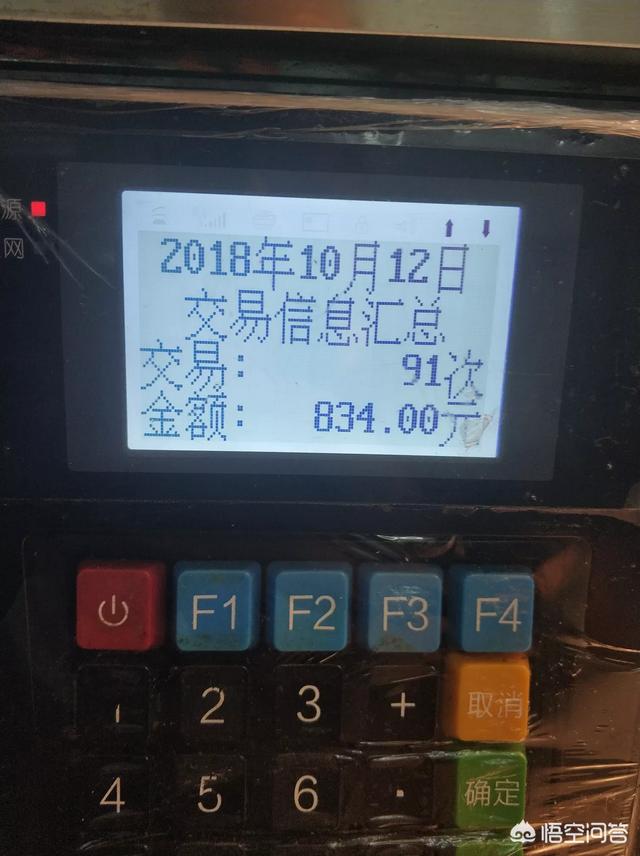 源
网
2018年10月12日
交易信息汇总
交易: 91次
金额: 834.00元
F1 F2 F3 F4
1 2 3 + 取消
4 5 6 . 确定
悟空问答